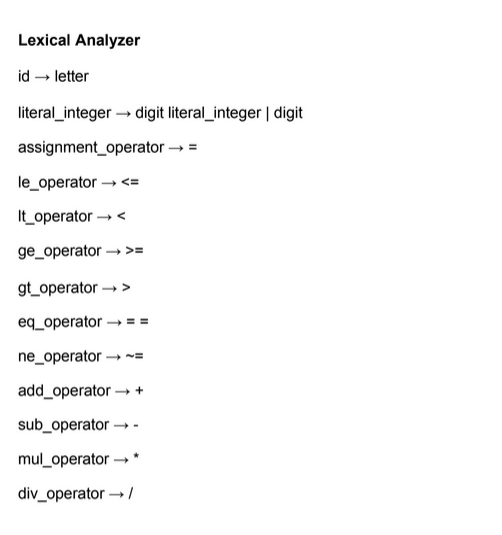 Lexical Analyzer
id → letter
literal_integer → digit literal_integer | digit
assignment_operator → =
le_operator → <=
lt_operator → <
ge_operator → >=
gt_operator → >
eq_operator → = =
ne_operator → ~=
add_operator → +
sub_operator → -
mul_operator → *
div_operator → /